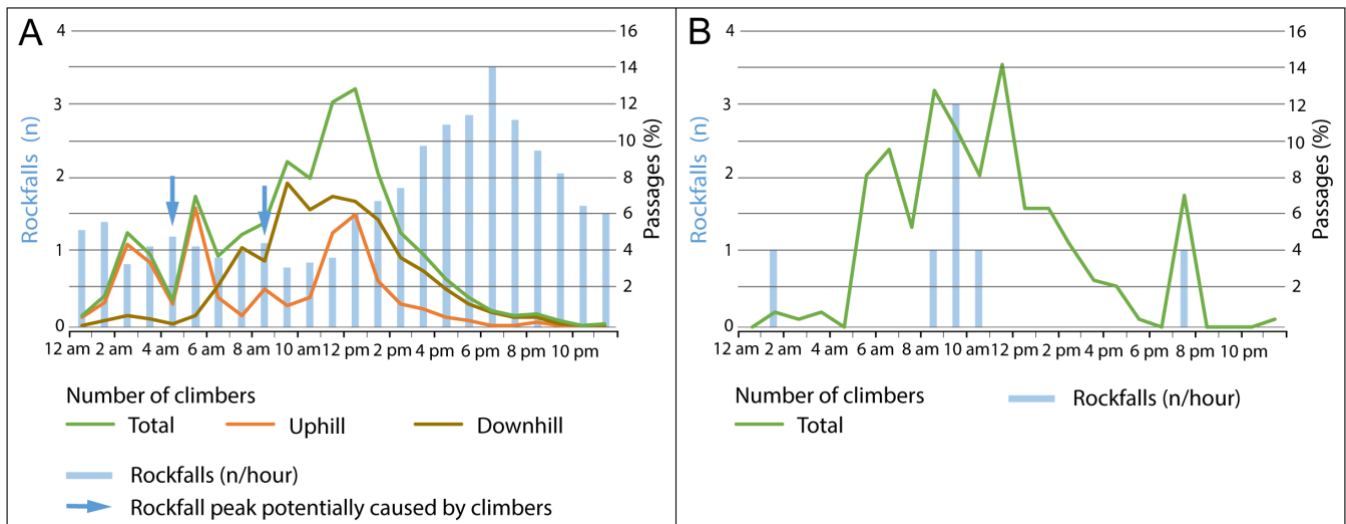 A
4
3
2
1
0
Rockfalls (n)
16
14
12
10
8
6
4
2
Passages (%)
12 am 2 am 4 am 6 am 8 am 10 am 12 pm 2 pm 4 pm 6 pm 8 pm 10 pm
Number of climbers
Total Uphill Downhill
Rockfalls (n/hour)
Rockfall peak potentially caused by climbers
B
4
3
2
1
0
Rockfalls (n)
16
14
12
10
8
6
4
2
Passages (%)
12 am 2 am 4 am 6 am 8 am 10 am 12 pm 2 pm 4 pm 6 pm 8 pm 10 pm
Number of climbers
Total
Rockfalls (n/hour)